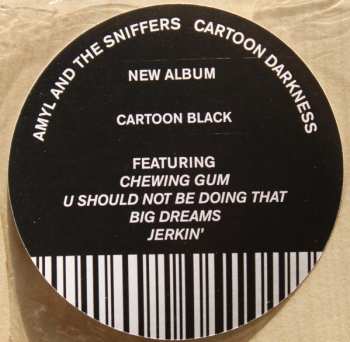 AMYL AND THE SNIFFERS CARTOON DARKNESS
NEW ALBUM
CARTOON BLACK
FEATURING
CHEWING GUM
U SHOULD NOT BE DOING THAT
BIG DREAMS
JERKIN'